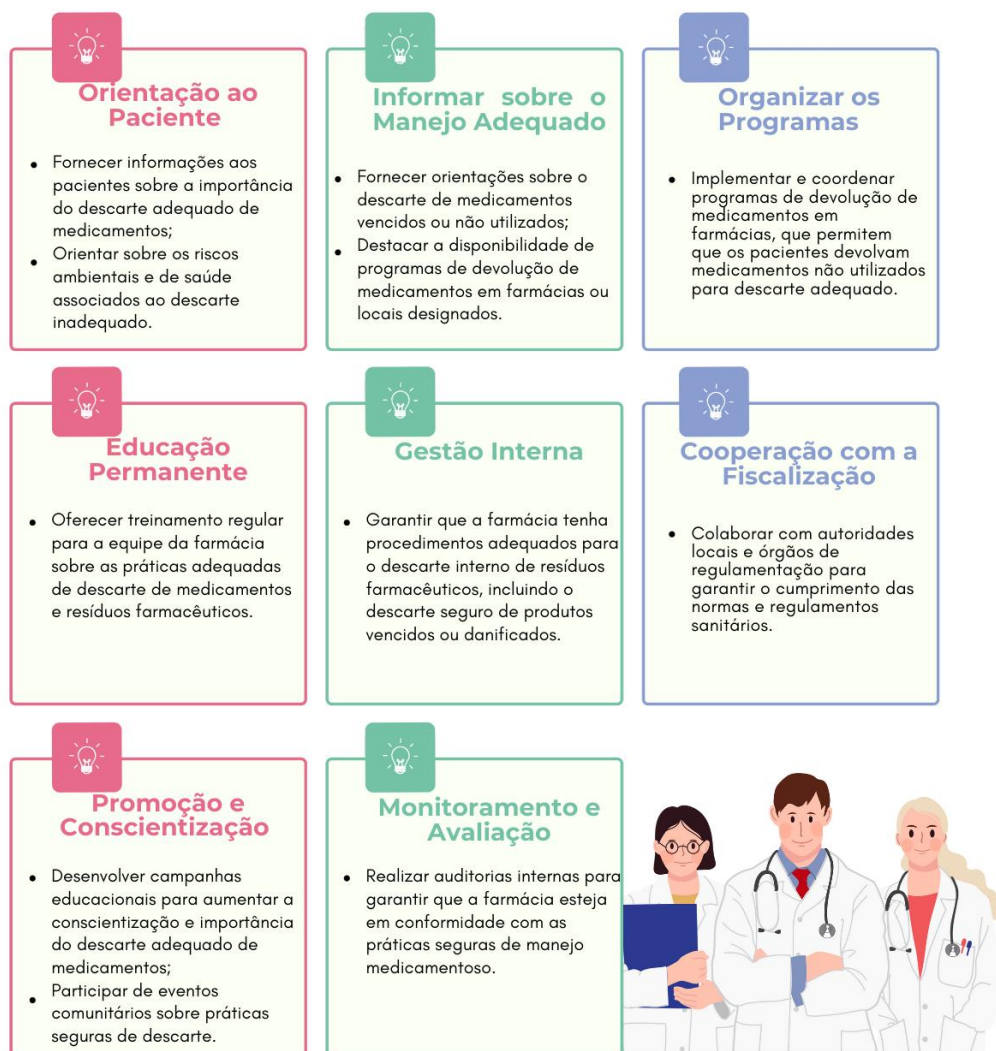 Orientação ao
Paciente
• Fornecer informações aos
pacientes sobre a importância
do descarte adequado de
medicamentos;
• Orientar sobre os riscos
ambientais e de saúde
associados ao descarte
inadequado.
Informar sobre o
Manejo Adequado
• Fornecer orientações sobre o
descarte de medicamentos
vencidos ou não utilizados;
• Destacar a disponibilidade de
programas de devolução de
medicamentos em farmácias ou
locais designados.
Organizar os
Programas
• Implementar e coordenar
programas de devolução de
medicamentos em
farmácias, que permitem
que os pacientes devolvam
medicamentos não utilizados
para descarte adequado.
Educação
Permanente
• Oferecer treinamento regular
para a equipe da farmácia
sobre as práticas adequadas
de descarte de medicamentos
e resíduos farmacêuticos.
Gestão Interna
• Garantir que a farmácia tenha
procedimentos adequados para
o descarte interno de resíduos
farmacêuticos, incluindo o
descarte seguro de produtos
vencidos ou danificados.
Cooperação com a
Fiscalização
• Colaborar com autoridades
locais e órgãos de
regulamentação para
garantir o cumprimento das
normas e regulamentos
sanitários.
Promoção e
Conscientização
• Desenvolver campanhas
educacionais para aumentar a
conscientização e importância
do descarte adequado de
medicamentos;
• Participar de eventos
comunitários sobre práticas
seguras de descarte.
Monitoramento e
Avaliação
• Realizar auditorias internas para
garantir que a farmácia esteja
em conformidade com as
práticas seguras de manejo
medicamentoso.